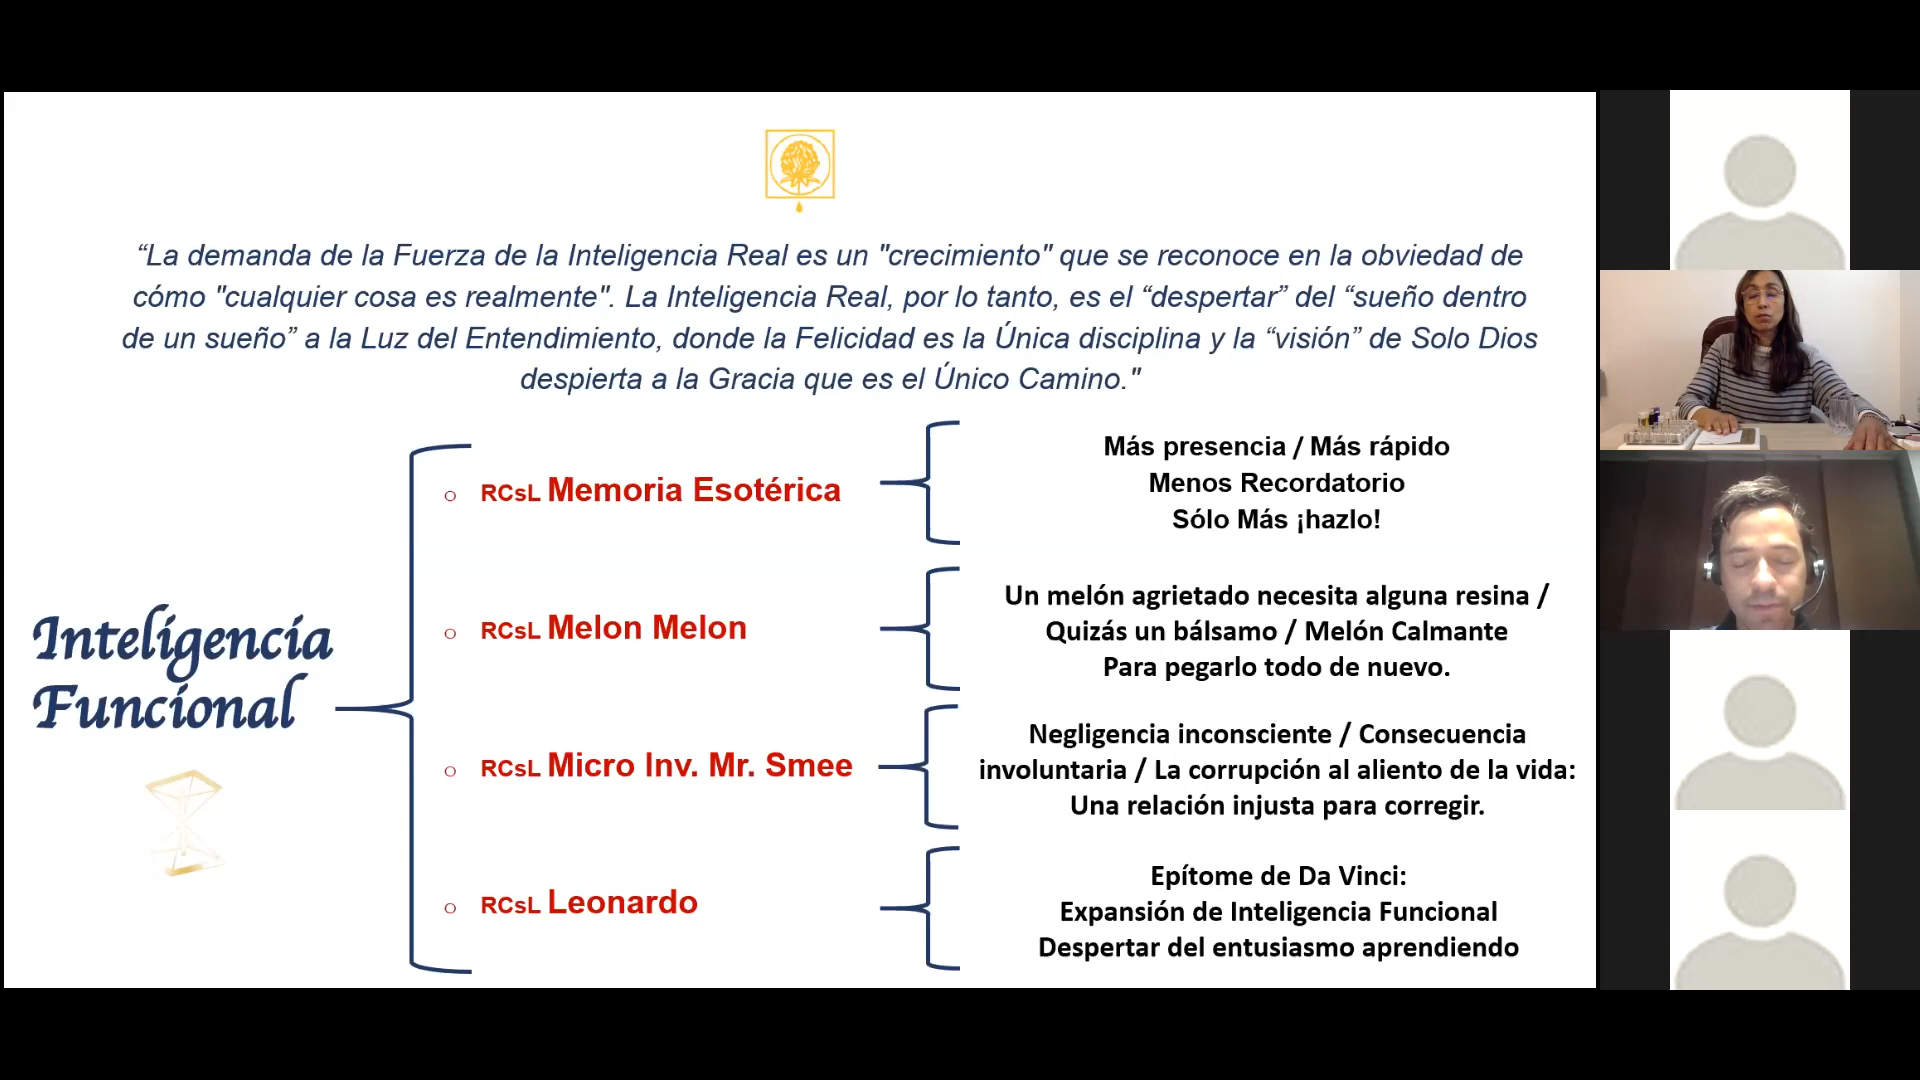 “La demanda de la Fuerza de la Inteligencia Real es un "crecimiento" que se reconoce en la obviedad de
cómo "cualquier cosa es realmente". La Inteligencia Real, por lo tanto, es el “despertar” del “sueño dentro
de un sueño” a la Luz del Entendimiento, donde la Felicidad es la Única disciplina y la “visión” de Solo Dios
despierta a la Gracia que es el Único Camino."
Inteligencia
Funcional
RCsL Memoria Esotérica
Más presencia / Más rápido
Menos Recordatorio
Sólo Más ¡hazlo!
RCsL Melon Melon
Un melón agrietado necesita alguna resina /
Quizás un bálsamo / Melón Calmante
Para pegarlo todo de nuevo.
RCsL Micro Inv. Mr. Smee
Negligencia inconsciente / Consecuencia
involuntaria / La corrupción al aliento de la vida:
Una relación injusta para corregir.
RCsL Leonardo
Epítome de Da Vinci:
Expansión de Inteligencia Funcional
Despertar del entusiasmo aprendiendo